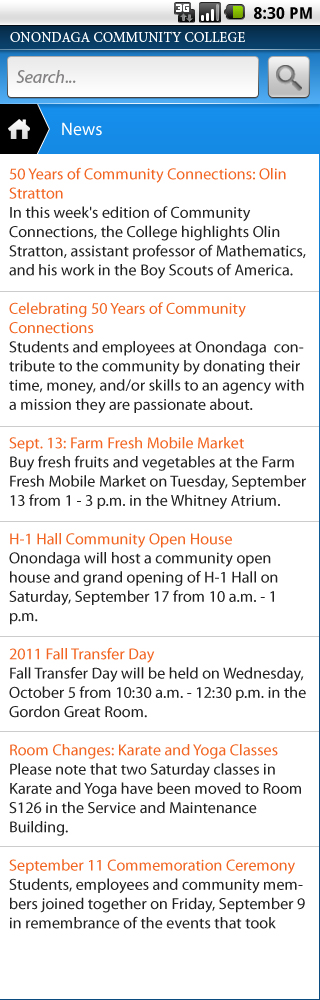 3G 8:30 PM
ONONDAGA COMMUNITY COLLEGE
Search...
News
50 Years of Community Connections: Olin
Stratton
In this week's edition of Community
Connections, the College highlights Olin
Stratton, assistant professor of Mathematics,
and his work in the Boy Scouts of America.
Celebrating 50 Years of Community
Connections
Students and employees at Onondaga con-
tribute to the community by donating their
time, money, and/or skills to an agency with
a mission they are passionate about.
Sept. 13: Farm Fresh Mobile Market
Buy fresh fruits and vegetables at the Farm
Fresh Mobile Market on Tuesday, September
13 from 1 - 3 p.m. in the Whitney Atrium.
H-1 Hall Community Open House
Onondaga will host a community open
house and grand opening of H-1 Hall on
Saturday, September 17 from 10 a.m. - 1
p.m.
2011 Fall Transfer Day
Fall Transfer Day will be held on Wednesday,
October 5 from 10:30 a.m. - 12:30 p.m. in the
Gordon Great Room.
Room Changes: Karate and Yoga Classes
Please note that two Saturday classes in
Karate and Yoga have been moved to Room
S126 in the Service and Maintenance
Building.
September 11 Commemoration Ceremony
Students, employees and community mem-
bers joined together on Friday, September 9
in remembrance of the events that took